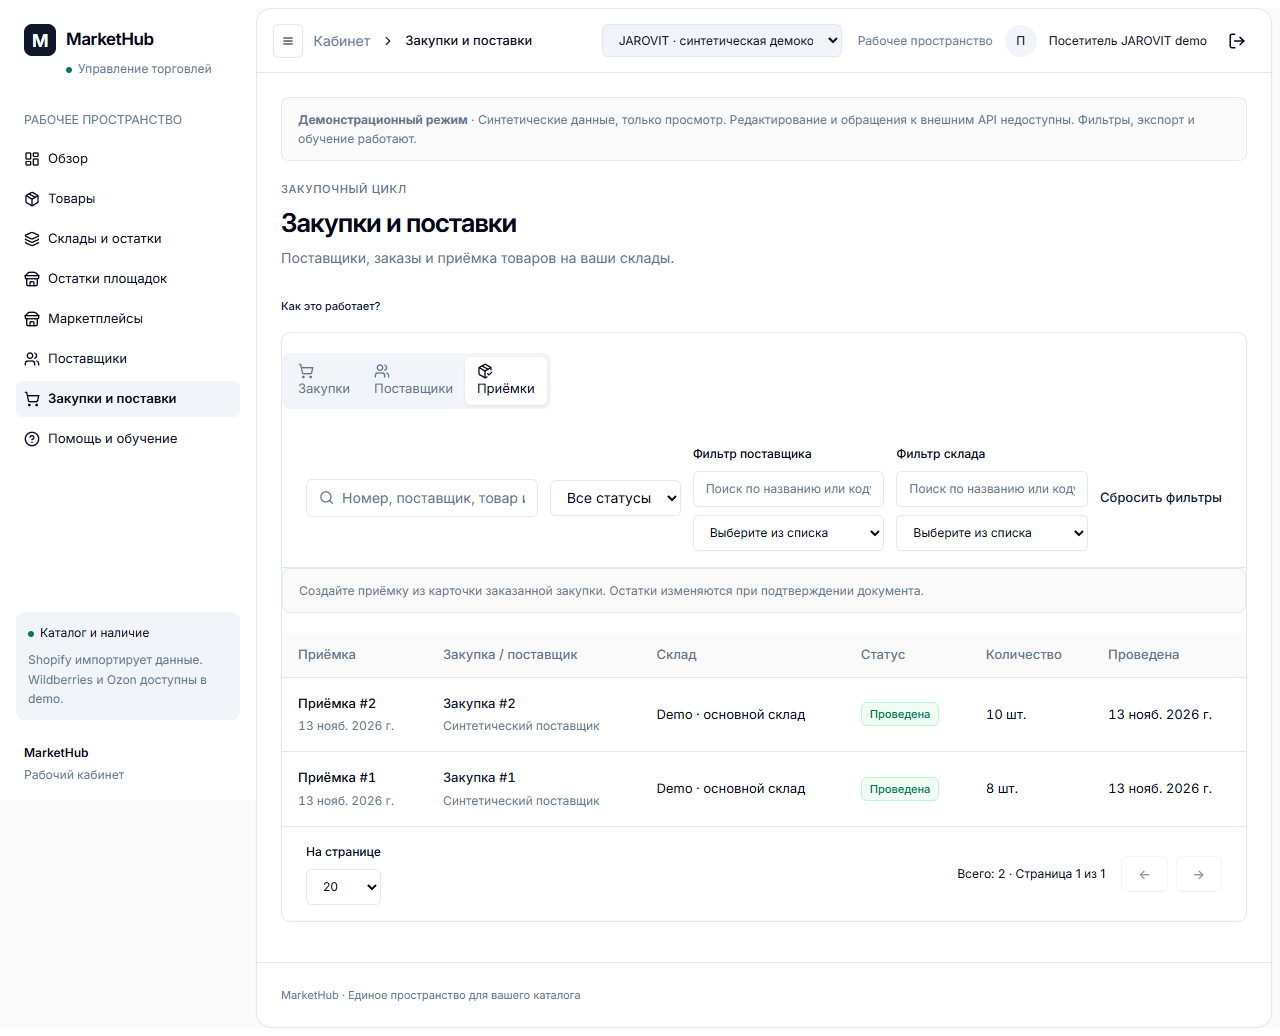 M MarketHub
Управление торговлей
РАБОЧЕЕ ПРОСТРАНСТВО
Обзор
Товары
Склады и остатки
Остатки площадок
Маркетплейсы
Поставщики
Закупки и поставки
Помощь и обучение
Каталог и наличие
Shopify импортирует данные.
Wildberries и Ozon доступны в
demo.
MarketHub
Рабочий кабинет
Кабинет > Закупки и поставки
JAROVIT · синтетическая демоко
Рабочее пространство
П
Посетитель JAROVIT demo
Демонстрационный режим · Синтетические данные, только просмотр. Редактирование и обращения к внешним API недоступны. Фильтры, экспорт и
обучение работают.
ЗАКУПОЧНЫЙ ЦИКЛ
Закупки и поставки
Поставщики, заказы и приёмка товаров на ваши склады.
Как это работает?
Закупки
Поставщики
Приёмки
Номер, поставщик, товар и
Все статусы
Фильтр поставщика
Поиск по названию или коду
Выберите из списка
Фильтр склада
Поиск по названию или коду
Выберите из списка
Сбросить фильтры
Создайте приёмку из карточки заказанной закупки. Остатки изменяются при подтверждении документа.
Приёмка Закупка / поставщик Склад Статус Количество Проведена
Приёмка #2 Закупка #2 Demo · основной склад Проведена 10 шт. 13 нояб. 2026 г.
13 нояб. 2026 г. Синтетический поставщик
Приёмка #1 Закупка #1 Demo · основной склад Проведена 8 шт. 13 нояб. 2026 г.
13 нояб. 2026 г. Синтетический поставщик
На странице
20
Всего: 2 · Страница 1 из 1
← →
MarketHub · Единое пространство для вашего каталога